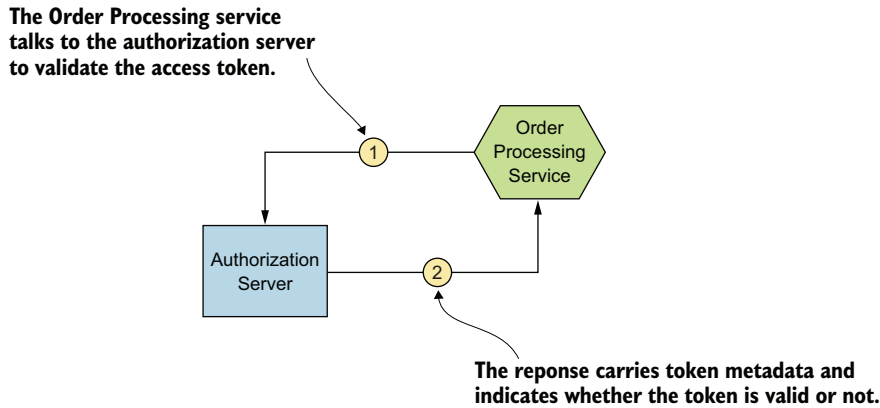 The Order Processing service
talks to the authorization server
to validate the access token.
Order
Processing
Service
1
Authorization
Server
2
The reponse carries token metadata and
indicates whether the token is valid or not.